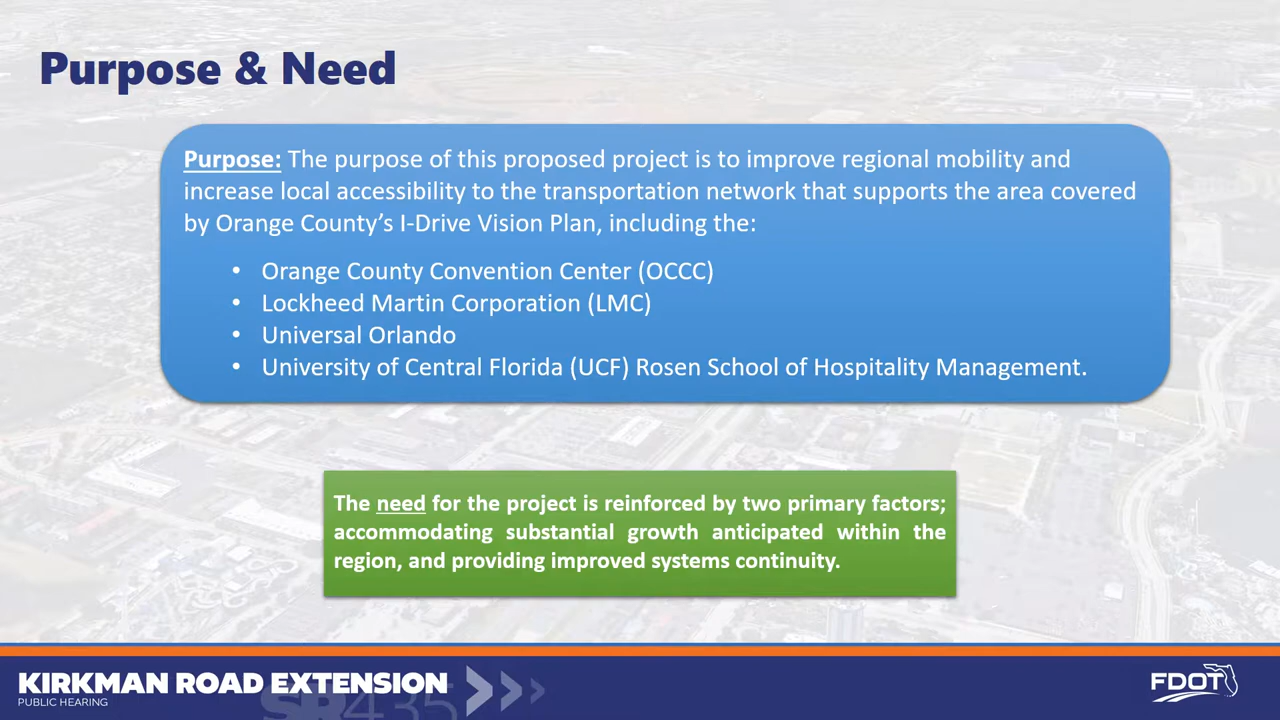 Purpose & Need
Purpose: The purpose of this proposed project is to improve regional mobility and
increase local accessibility to the transportation network that supports the area covered
by Orange County’s I-Drive Vision Plan, including the:
• Orange County Convention Center (OCCC)
• Lockheed Martin Corporation (LMC)
• Universal Orlando
• University of Central Florida (UCF) Rosen School of Hospitality Management.
The need for the project is reinforced by two primary factors;
accommodating substantial growth anticipated within the
region, and providing improved systems continuity.
KIRKMAN ROAD EXTENSION
PUBLIC HEARING
SR435
FDOT